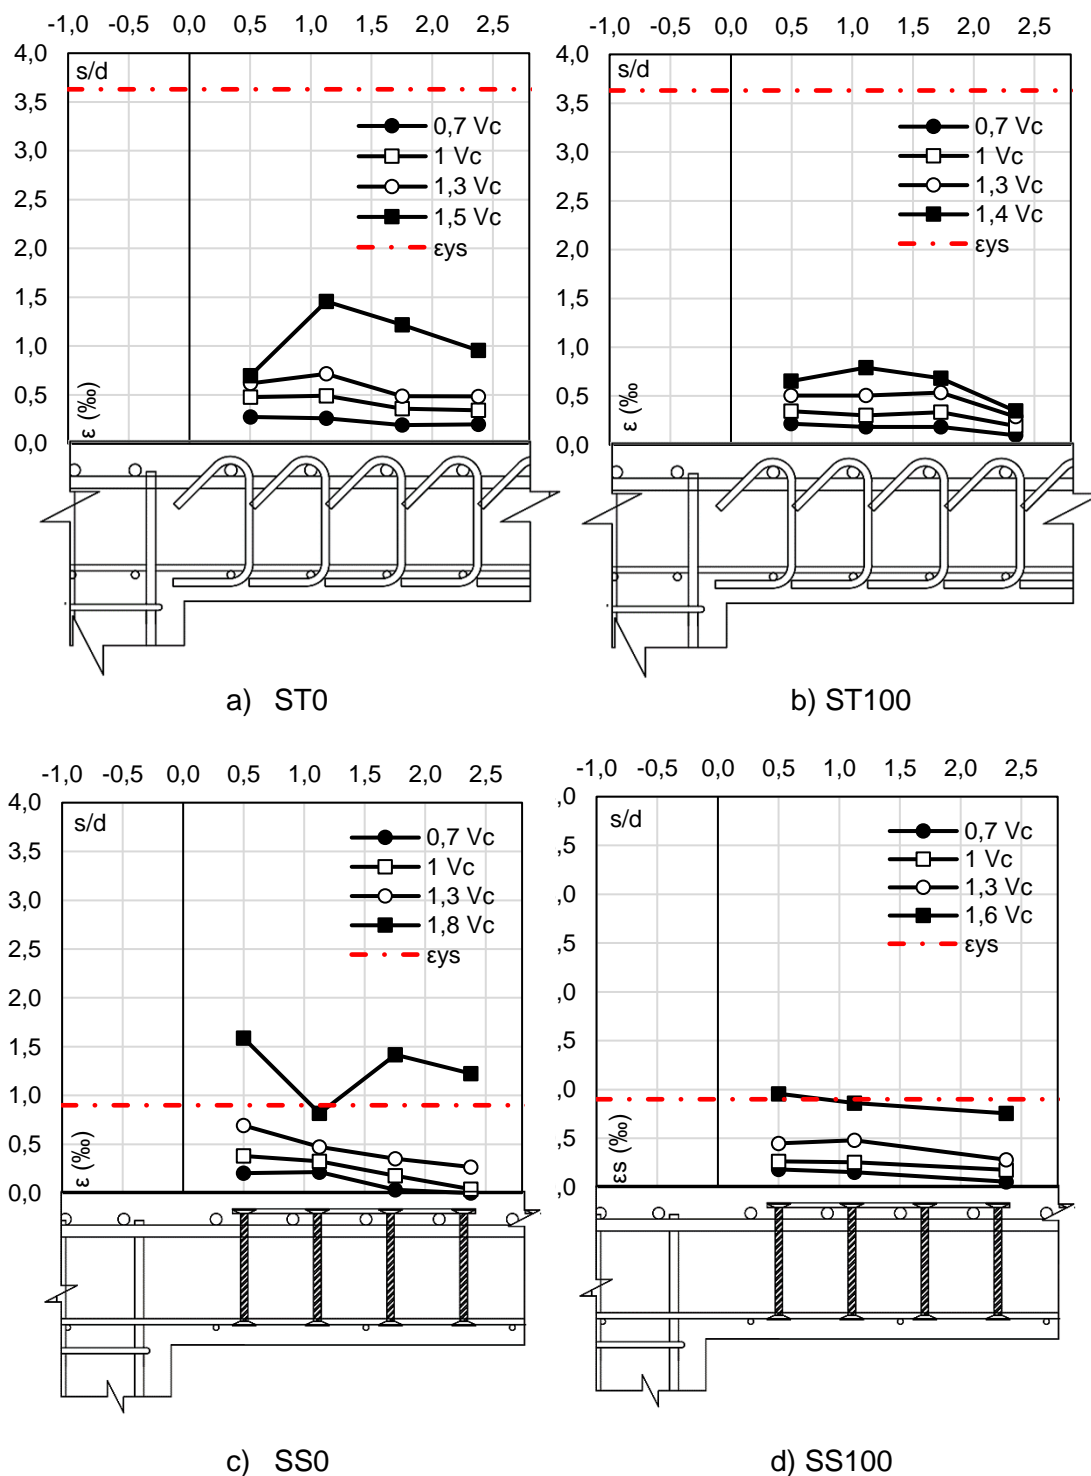 -1,0 -0,5 0,0 0,5 1,0 1,5 2,0 2,5
4,0
s/d
3,5
3,0
2,5
2,0
1,5
1,0
0,5
0,0
0,7 Vc
1 Vc
1,3 Vc
1,5 Vc
εys
ε (‰)
a) ST0
-1,0 -0,5 0,0 0,5 1,0 1,5 2,0 2,5
4,0
s/d
3,5
3,0
2,5
2,0
1,5
1,0
0,5
0,0
0,7 Vc
1 Vc
1,3 Vc
1,4 Vc
εys
ε (‰
b) ST100
-1,0 -0,5 0,0 0,5 1,0 1,5 2,0 2,5
4,0
s/d
3,5
3,0
2,5
2,0
1,5
1,0
0,5
0,0
0,7 Vc
1 Vc
1,3 Vc
1,8 Vc
εys
ε (‰)
c) SS0
-1,0 -0,5 0,0 0,5 1,0 1,5 2,0 2,5
,0
s/d
,5
,0
,5
,0
,5
,0
,5
,0
0,7 Vc
1 Vc
1,3 Vc
1,6 Vc
εys
εs (‰)
d) SS100